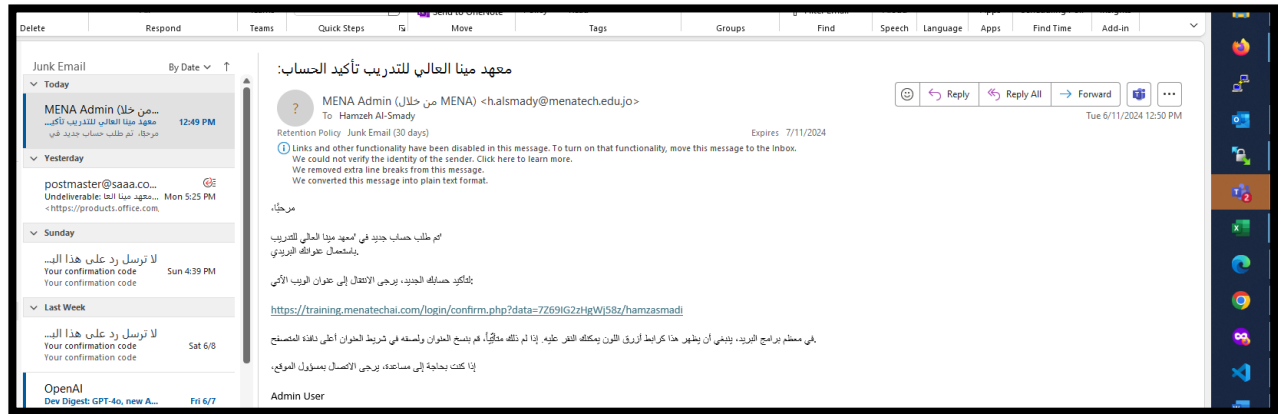 Delete
Respond
Teams
Quick Steps
Move
Tags
Groups
Find
Speech
Language
Apps
Find Time
Add-in
Junk Email
By Date
Today
MENA Admin (من خلا...
معهد مينا العالي للتدريب تأكيـ... 12:49 PM
مرحبًا، تم طلب حساب جديد في
Yesterday
postmaster@saaa.co...
Undeliverable: معهد مينا العا... Mon 5:25 PM
<https://products.office.com,
Sunday
لا ترسل رد على هذا البـ...
Your confirmation code Sun 4:39 PM
Your confirmation code
Last Week
لا ترسل رد على هذا البـ...
Your confirmation code Sat 6/8
Your confirmation code
OpenAI
Dev Digest: GPT-4o, new A... Fri 6/7
معهد مينا العالي للتدريب تأكيد الحساب:
?
MENA Admin (من خلال MENA) <h.alsmady@menatech.edu.jo>
To Hamzeh Al-Smady
Reply
Reply All
Forward
Tue 6/11/2024 12:50 PM
Retention Policy Junk Email (30 days)
Expires 7/11/2024
Links and other functionality have been disabled in this message. To turn on that functionality, move this message to the Inbox.
We could not verify the identity of the sender. Click here to learn more.
We removed extra line breaks from this message.
We converted this message into plain text format.
مرحبًا،
تم طلب حساب جديد في 'معهد مينا العالي للتدريب'
باستعمال عنوانك البريدي.
لتأكيد حسابك الجديد، يرجى الانتقال إلى عنوان الويب الآتي:
https://training.menatechai.com/login/confirm.php?data=7Z69IG2zHgWj58z/hamzasmadi
في معظم برامج البريد، ينبغي أن يظهر هذا كرابط أزرق اللون يمكنك النقر عليه. إذا لم ذلك متأتِّياً، قم بنسخ العنوان ولصقه في شريط العنوان أعلى نافذة المتصفح.
إذا كنت بحاجة إلى مساعدة، يرجى الاتصال بمسؤول الموقع،
Admin User